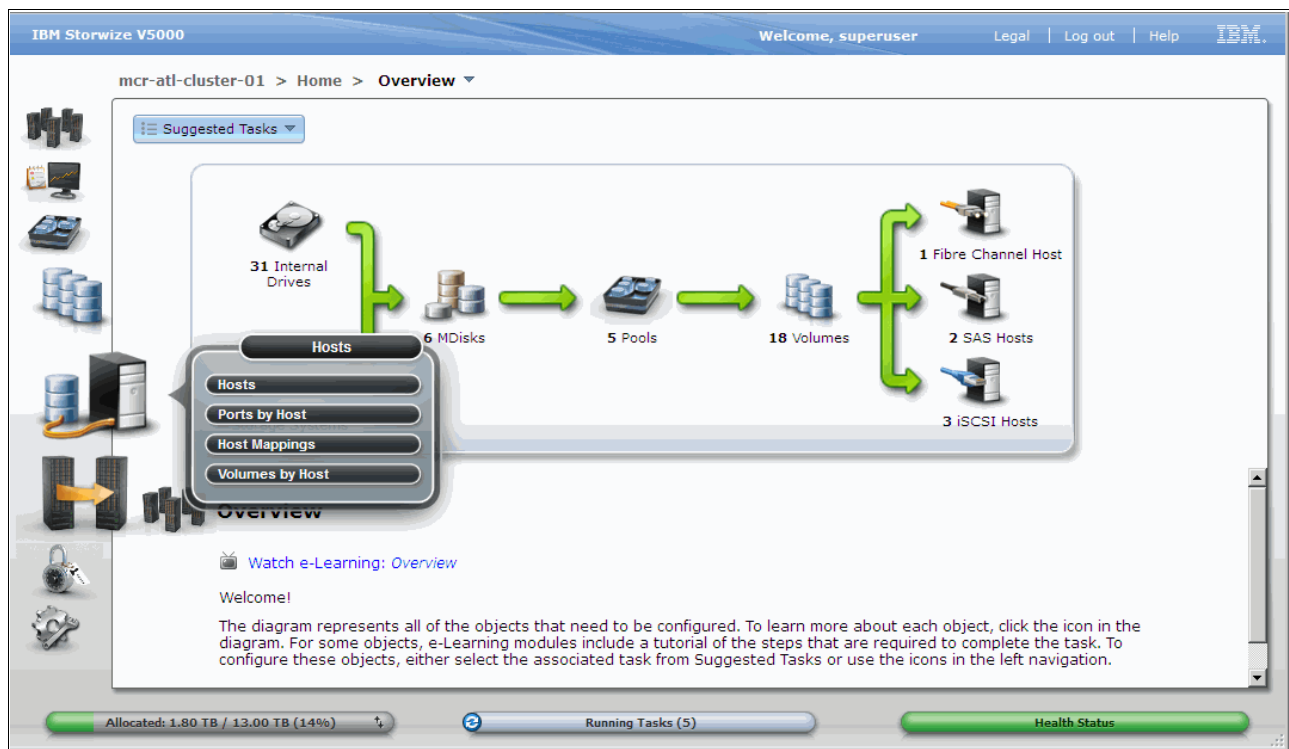 IBM Storwize V5000
Welcome, superuser
Legal | Log out | Help
IBM.
mcr-atl-cluster-01 > Home > Overview
Suggested Tasks
31 Internal
Drives
6 MDisks
5 Pools
18 Volumes
1 Fibre Channel Host
2 SAS Hosts
3 iSCSI Hosts
Hosts
Hosts
Ports by Host
Host Mappings
Volumes by Host
Overview
Watch e-Learning: Overview
Welcome!
The diagram represents all of the objects that need to be configured. To learn more about each object, click the icon in the
diagram. For some objects, e-Learning modules include a tutorial of the steps that are required to complete the task. To
configure these objects, either select the associated task from Suggested Tasks or use the icons in the left navigation.
Allocated: 1.80 TB / 13.00 TB (14%)
Running Tasks (5)
Health Status